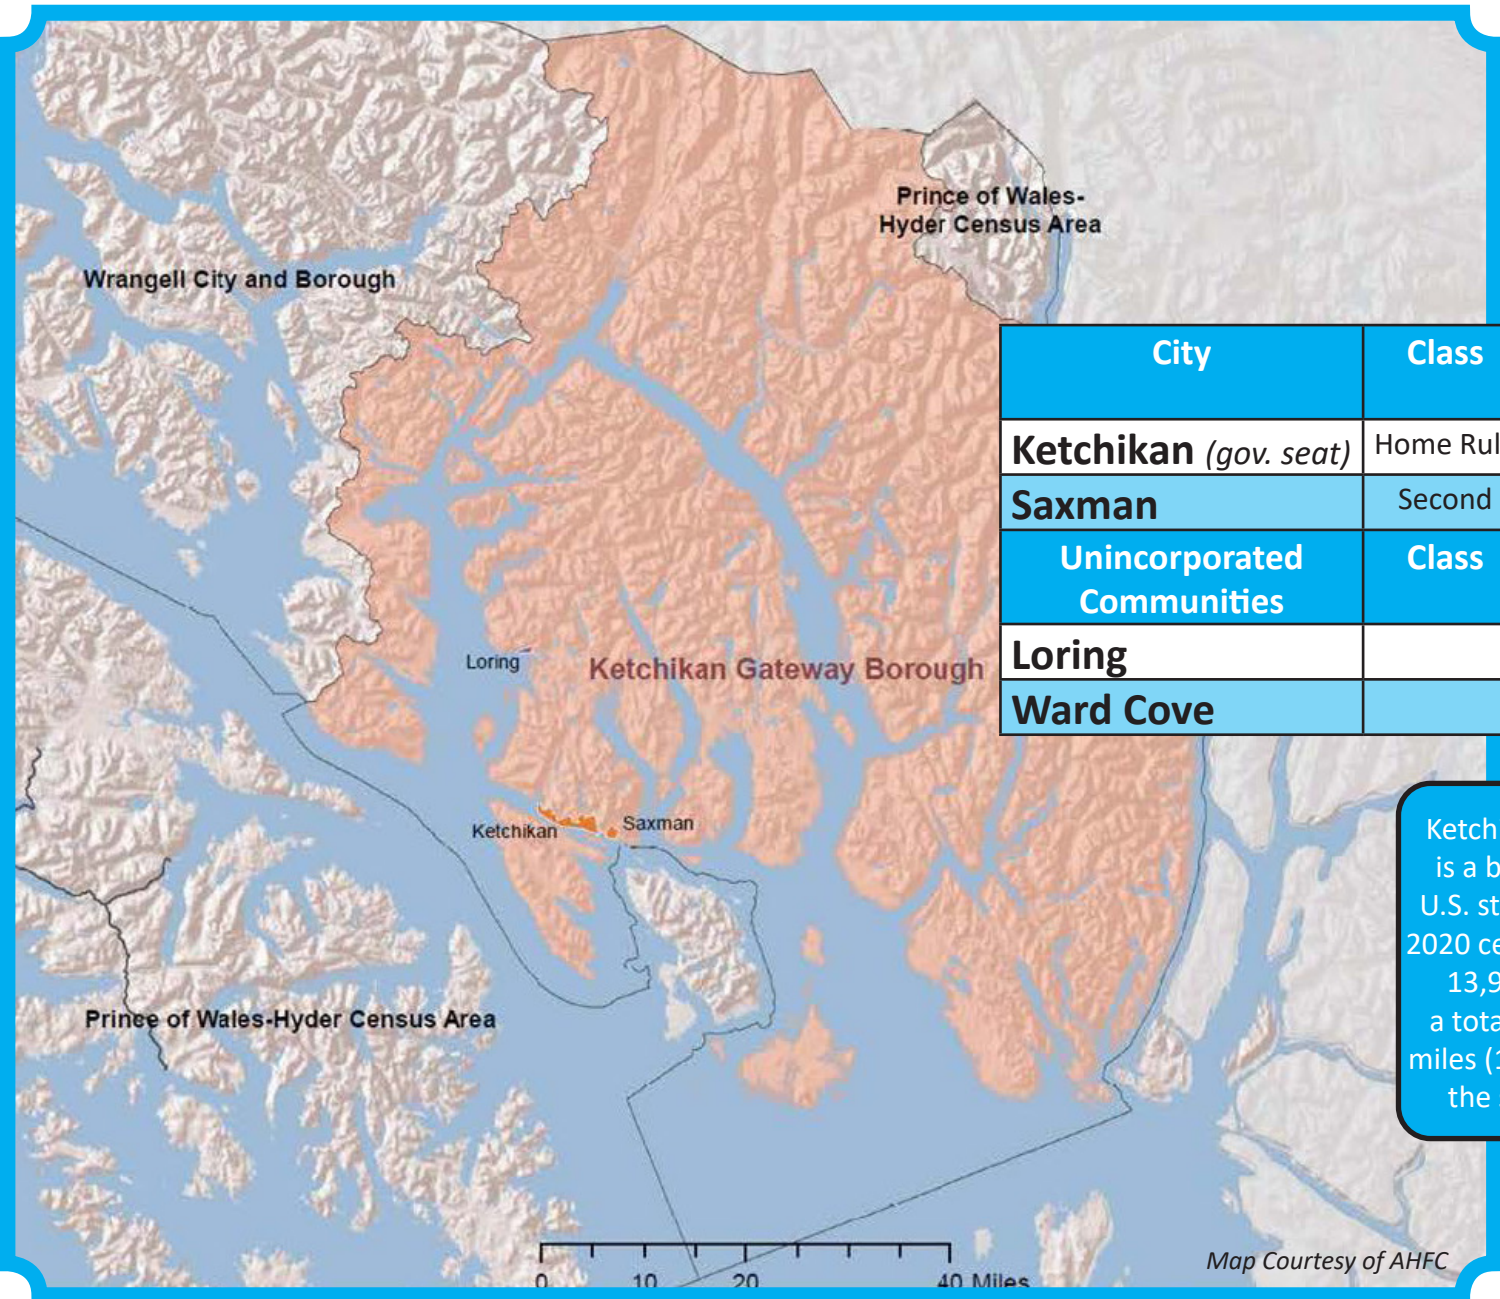 Prince of Wales-
Hyder Census Area
Wrangell City and Borough
City Class
Ketchikan (gov. seat) Home Rul
Saxman Second
Unincorporated Class
Communities
Loring
Ward Cove
Loring
Ketchikan Gateway Borough
Ketchikan
Saxman
Prince of Wales-Hyder Census Area
Ketch
is a b
U.S. st
2020 ce
13,9
a tota
miles (1
the
0 10 20 40 Miles
Map Courtesy of AHFC